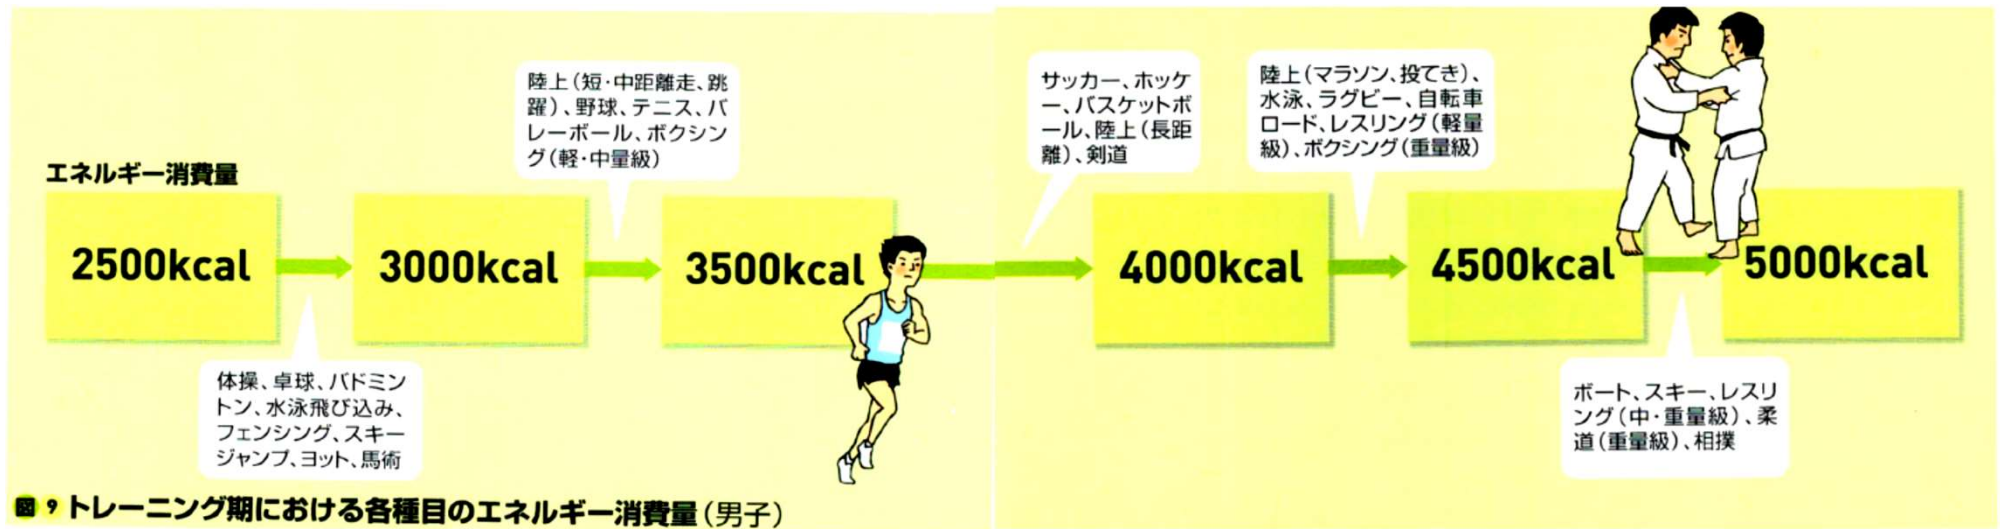 エネルギー消費量
2500kcal
体操、卓球、バドミン
トン、水泳飛び込み、
フェンシング、スキー
ジャンプ、ヨット、馬術
3000kcal
陸上(短・中距離走、跳
躍)、野球、テニス、バ
レーボール、ボクシン
グ(軽・中量級)
3500kcal
サッカー、ホッケ
ー、バスケットボ
ール、陸上(長距
離)、剣道
4000kcal
陸上(マラソン、投てき)、
水泳、ラグビー、自転車
ロード、レスリング(軽量
級)、ボクシング(重量級)
4500kcal
ボート、スキー、レスリ
ング(中・重量級)、柔
道(重量級)、相撲
5000kcal
図9 トレーニング期における各種目のエネルギー消費量(男子)